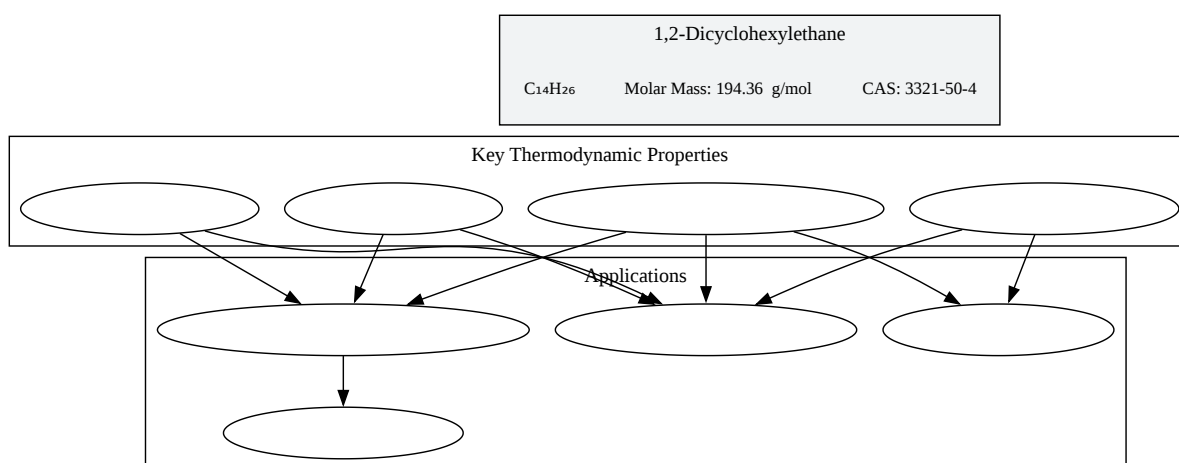 1,2-Dicyclohexylethane
C₁₄H₂₆ Molar Mass: 194.36 g/mol CAS: 3321-50-4
Key Thermodynamic Properties
Applications